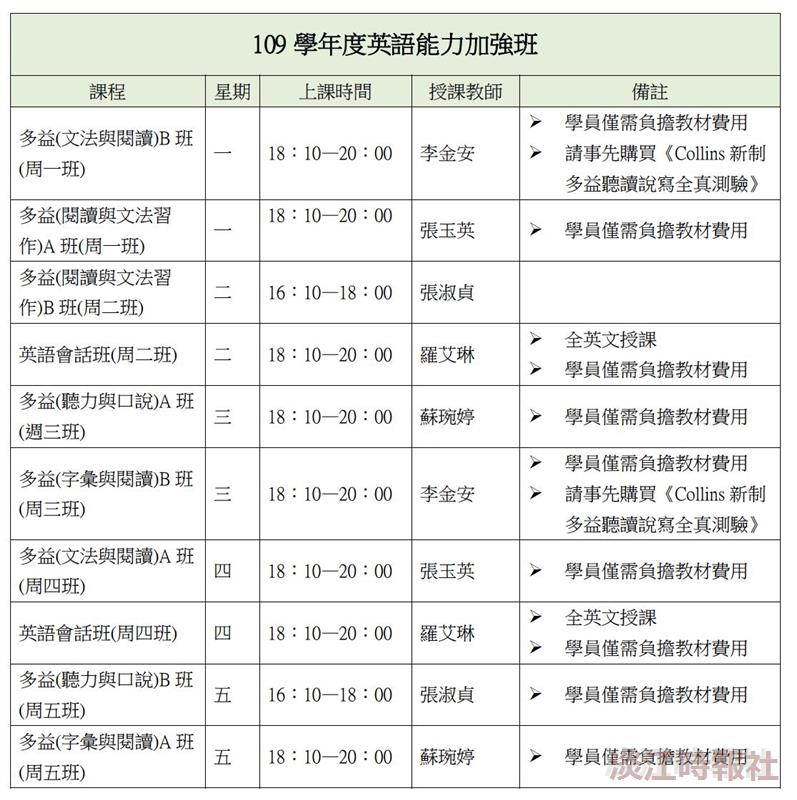 109 學年度英語能力加強班
課程 星期 上課時間 授課教師 備註
多益(文法與閱讀)B 班
(周一班)
一
18：10—20：00
李金安
➢ 學員僅需負擔教材費用
➢ 請事先購買《Collins 新制
多益聽讀說寫全真測驗》
多益(閱讀與文法習
作)A 班(周一班)
一
18：10—20：00
張玉英
➢ 學員僅需負擔教材費用
多益(閱讀與文法習
作)B 班(周二班)
二
16：10—18：00
張淑貞
英語會話班(周二班)
二
18：10—20：00
羅艾琳
➢ 全英文授課
➢ 學員僅需負擔教材費用
多益(聽力與口說)A 班
(週三班)
三
18：10—20：00
蘇琬婷
➢ 學員僅需負擔教材費用
多益(字彙與閱讀)B 班
(周三班)
三
18：10—20：00
李金安
➢ 學員僅需負擔教材費用
➢ 請事先購買《Collins 新制
多益聽讀說寫全真測驗》
多益(文法與閱讀)A 班
(周四班)
四
18：10—20：00
張玉英
➢ 學員僅需負擔教材費用
英語會話班(周四班)
四
18：10—20：00
羅艾琳
➢ 全英文授課
➢ 學員僅需負擔教材費用
多益(聽力與口說)B 班
(周五班)
五
16：10—18：00
張淑貞
➢ 學員僅需負擔教材費用
多益(字彙與閱讀)A 班
(周五班)
五
18：10—20：00
蘇琬婷
➢ 學員僅需負擔教材費用
淡江時報社